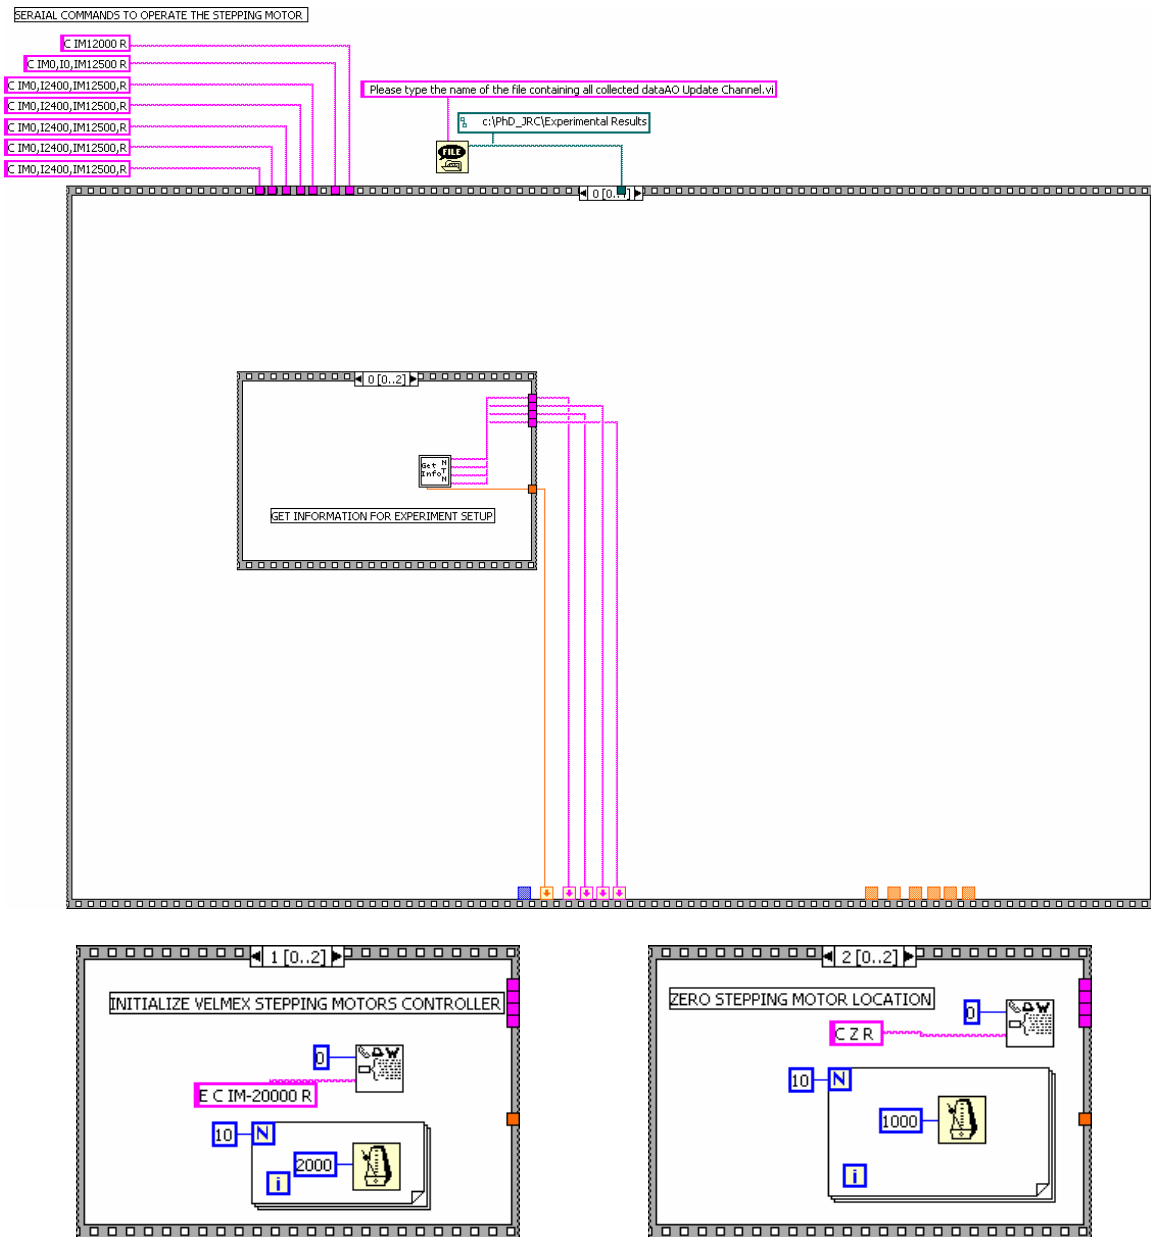 SERAIAL COMMANDS TO OPERATE THE STEPPING MOTOR
C IM12000 R
C IM0,I0,IM12500 R
C IM0,I2400,IM12500,R
C IM0,I2400,IM12500,R
C IM0,I2400,IM12500,R
C IM0,I2400,IM12500,R
C IM0,I2400,IM12500,R
Please type the name of the file containing all collected dataAO Update Channel.vi
c:\PhD_JRC\Experimental Results
FILE
0 [0..
0 [0..2]
Get
Info
N
T
N
GET INFORMATION FOR EXPERIMENT SETUP
1 [0..2]
INITIALIZE VELMEX STEPPING MOTORS CONTROLLER
0
W
E C IM-20000 R
10
N
2000
i
2 [0..2]
ZERO STEPPING MOTOR LOCATION
0
W
C Z R
10
N
1000
i